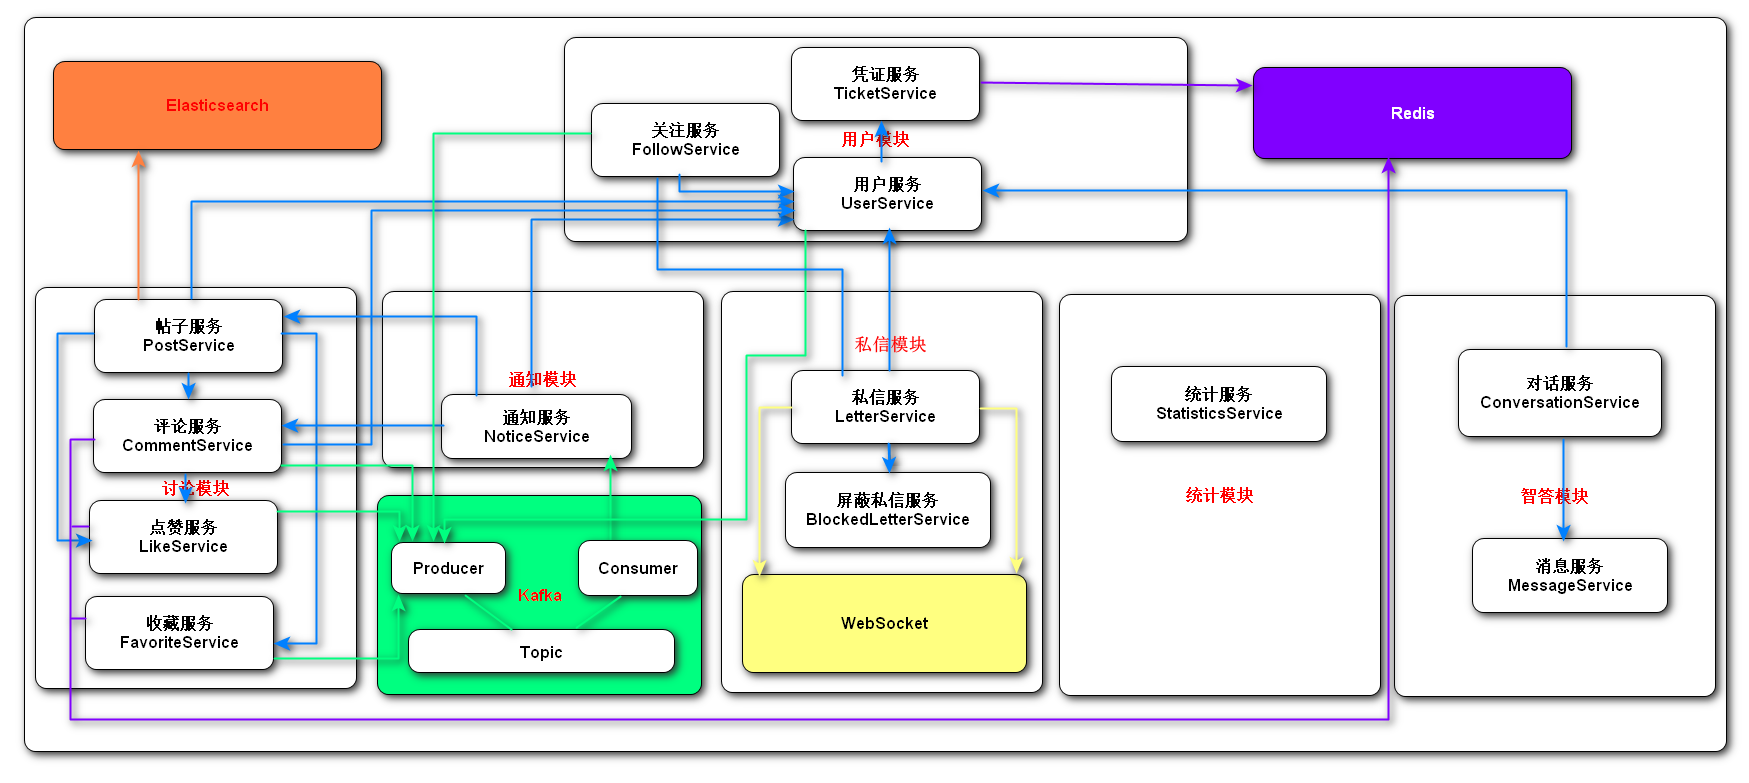 Elasticsearch
凭证服务
TicketService
Redis
关注服务
FollowService
用户模块
用户服务
UserService
帖子服务
PostService
评论服务
CommentService
讨论模块
点赞服务
LikeService
收藏服务
FavoriteService
通知模块
通知服务
NoticeService
Producer
Consumer
Kafka
Topic
私信模块
私信服务
LetterService
屏蔽私信服务
BlockedLetterService
WebSocket
统计服务
StatisticsService
统计模块
对话服务
ConversationService
智答模块
消息服务
MessageService